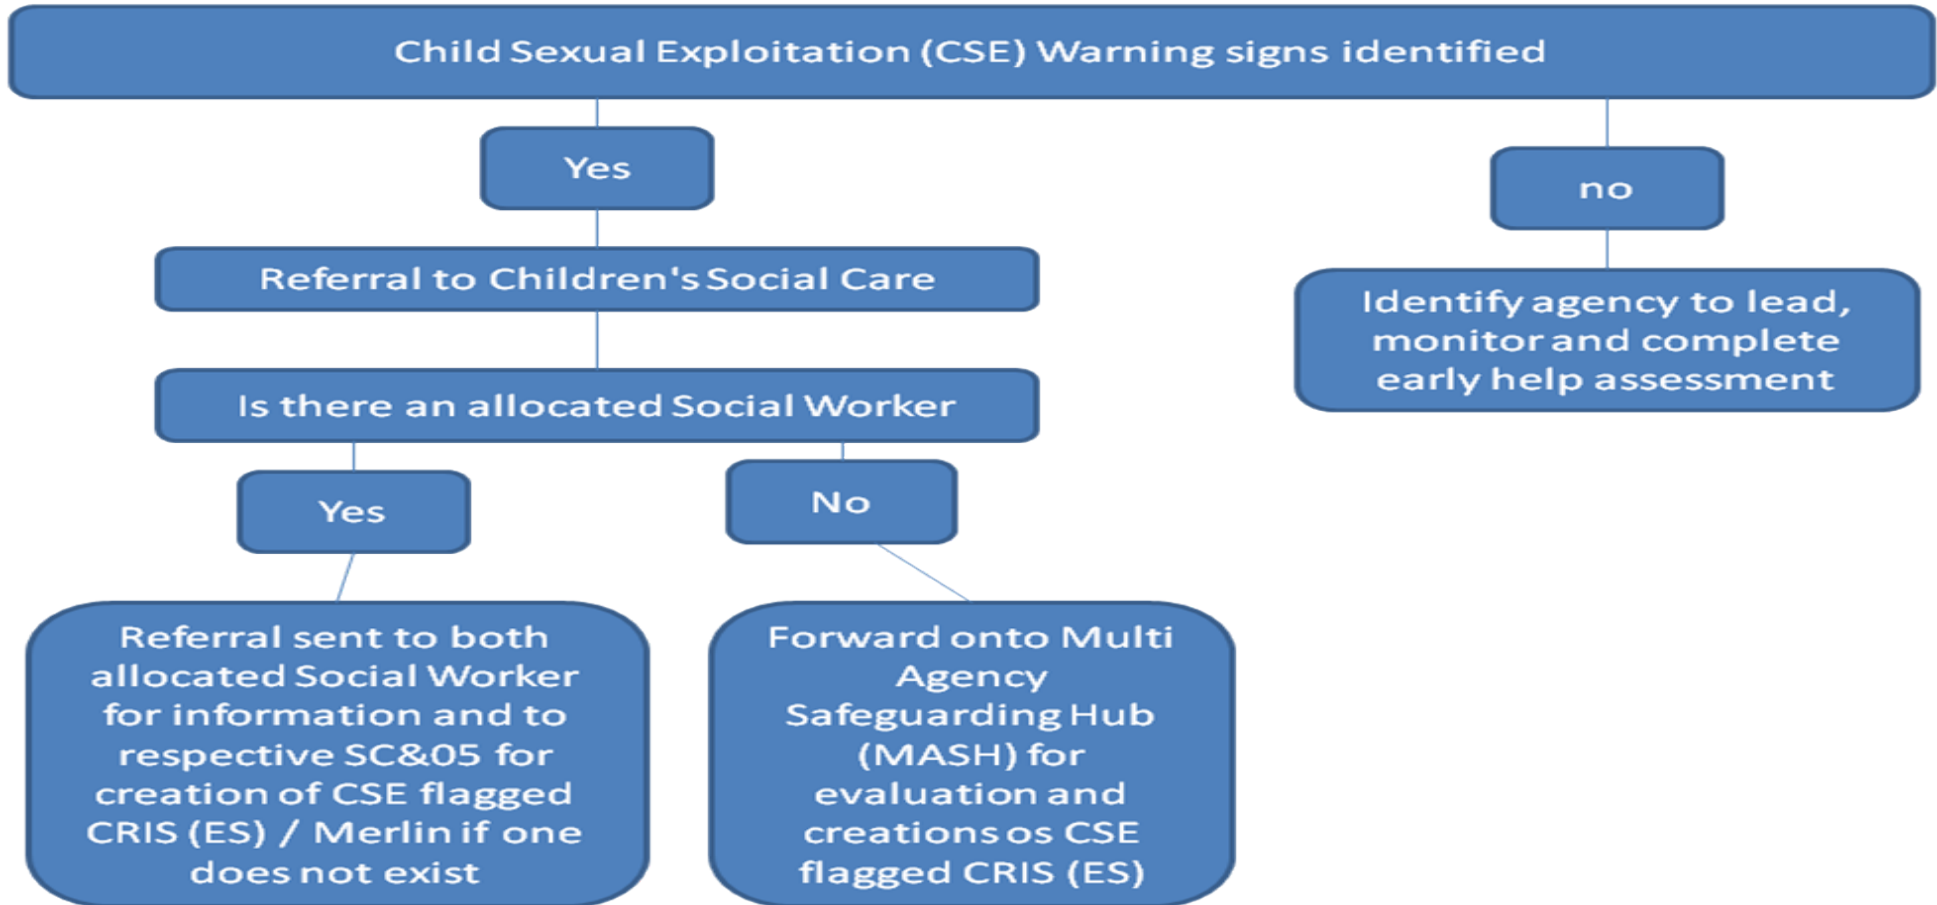 Child Sexual Exploitation (CSE) Warning signs identified
Yes
no
Referral to Children's Social Care
Identify agency to lead,
monitor and complete
early help assessment
Is there an allocated Social Worker
Yes
No
Referral sent to both
allocated Social Worker
for information and to
respective SC&05 for
creation of CSE flagged
CRIS (ES) / Merlin if one
does not exist
Forward onto Multi
Agency
Safeguarding Hub
(MASH) for
evaluation and
creations os CSE
flagged CRIS (ES)